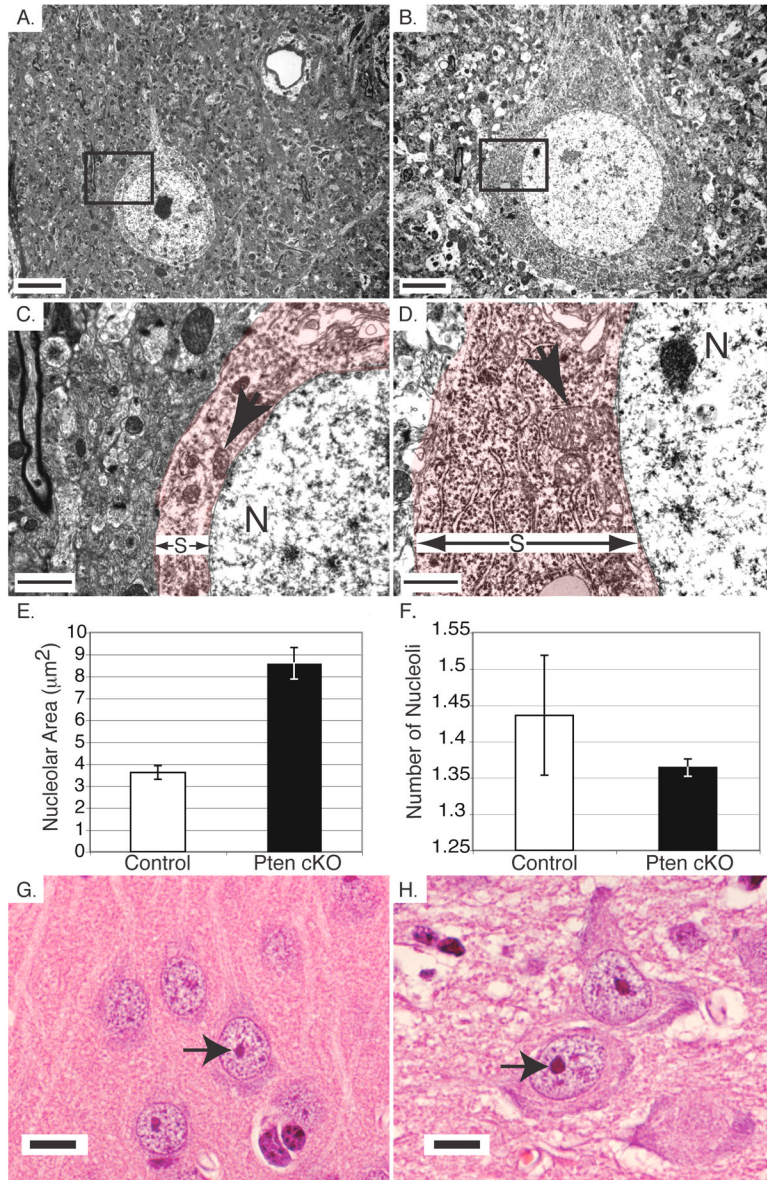 A.
B.
C.
N
S
D.
N
S
E.
Nucleolar Area (μm²)
10
9
8
7
6
5
4
3
2
1
0
Control
Pten cKO
F.
Number of Nucleoli
1.55
1.5
1.45
1.4
1.35
1.3
1.25
Control
Pten cKO
G.
H.